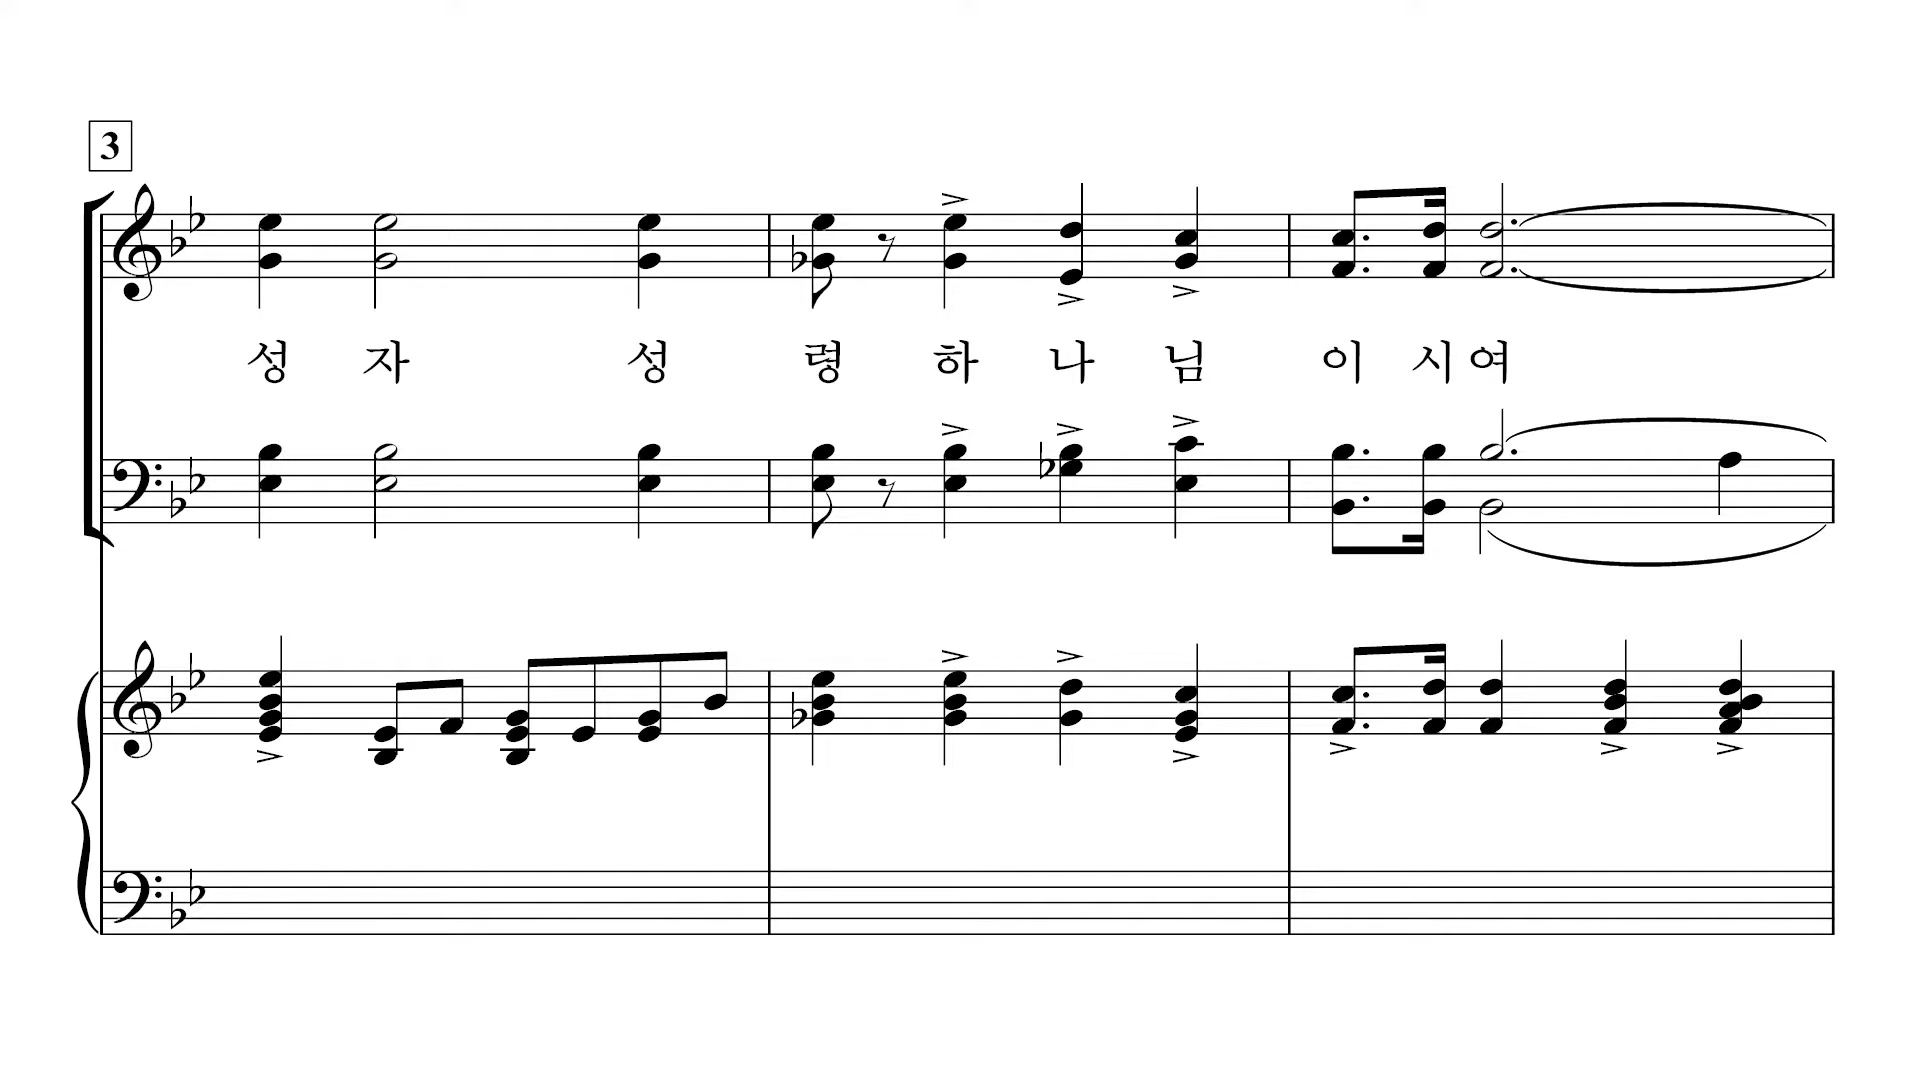 3
성 자 성 령 하 나 님 이 시 여